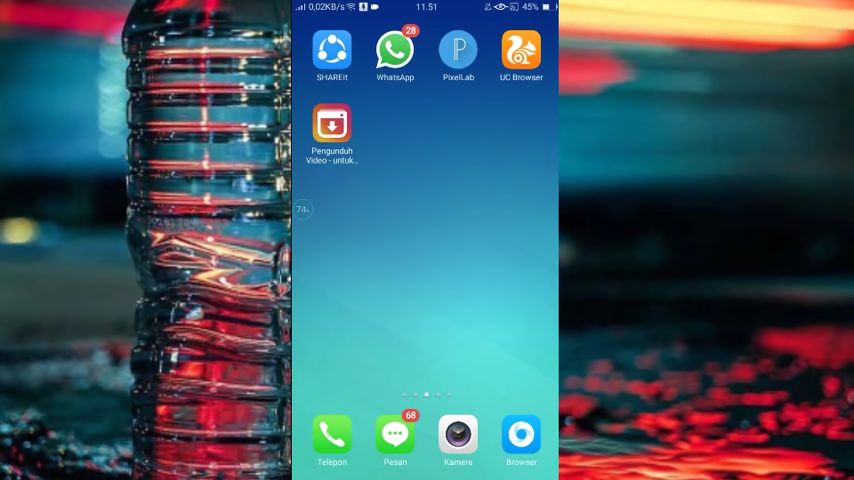 0,02KB/s 11.51 45%
28
SHAREit WhatsApp PixelLab UC Browser
Pengunduh
Video - untuk..
74%
68
Telepon Pesan Kamera Browser